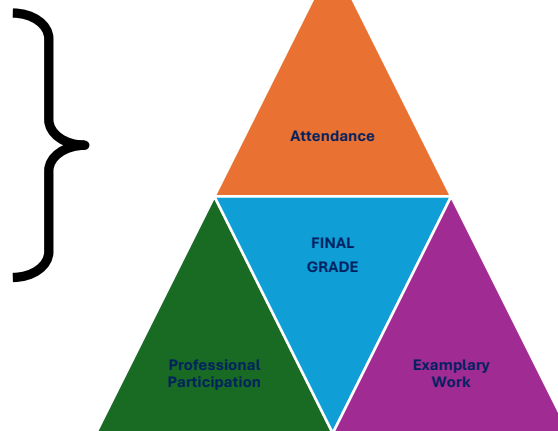 Attendance
FINAL
GRADE
Professional
Participation
Examplary
Work